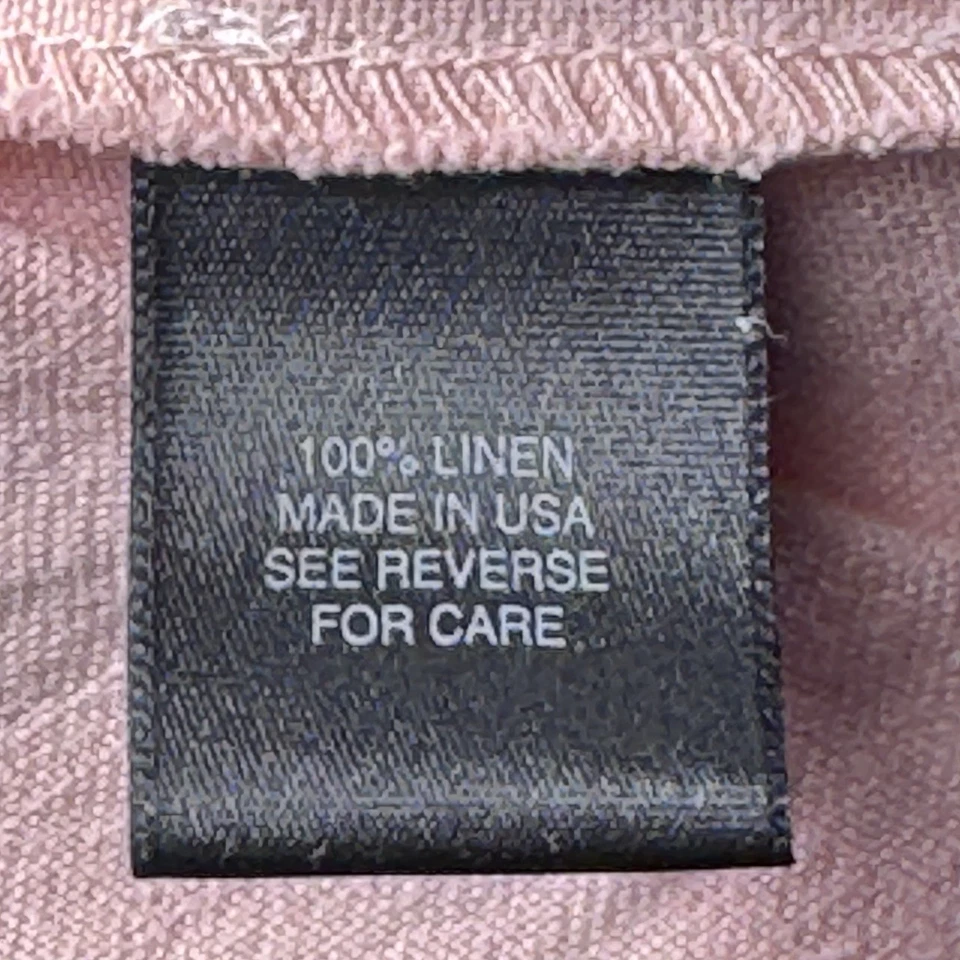 100% LINEN
MADE IN USA
SEE REVERSE
FOR CARE